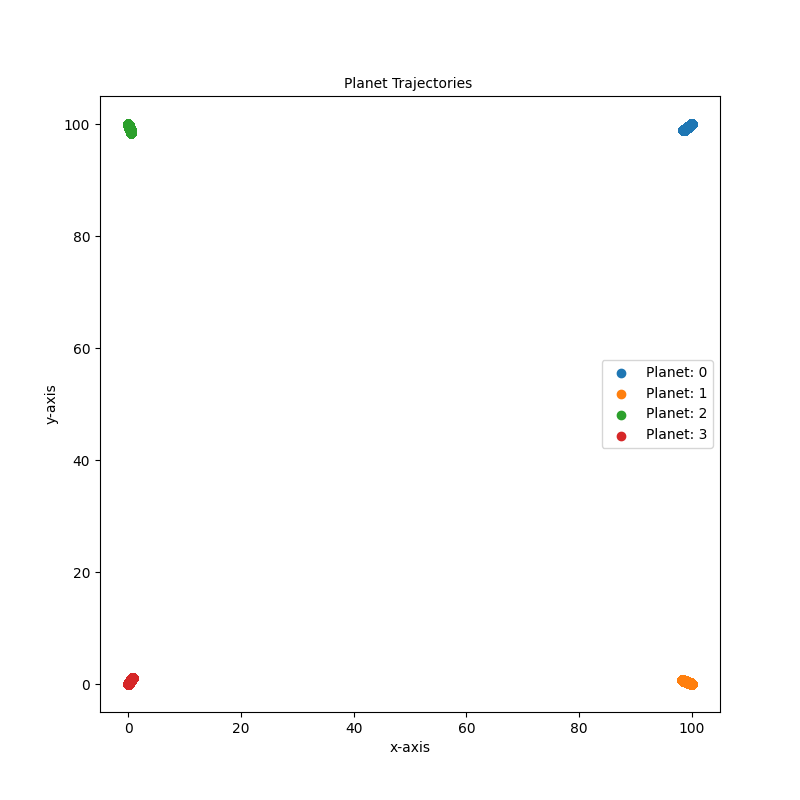 Planet Trajectories
100
80
60
40
20
0
y-axis
Planet: 0
Planet: 1
Planet: 2
Planet: 3
0 20 40 60 80 100
x-axis